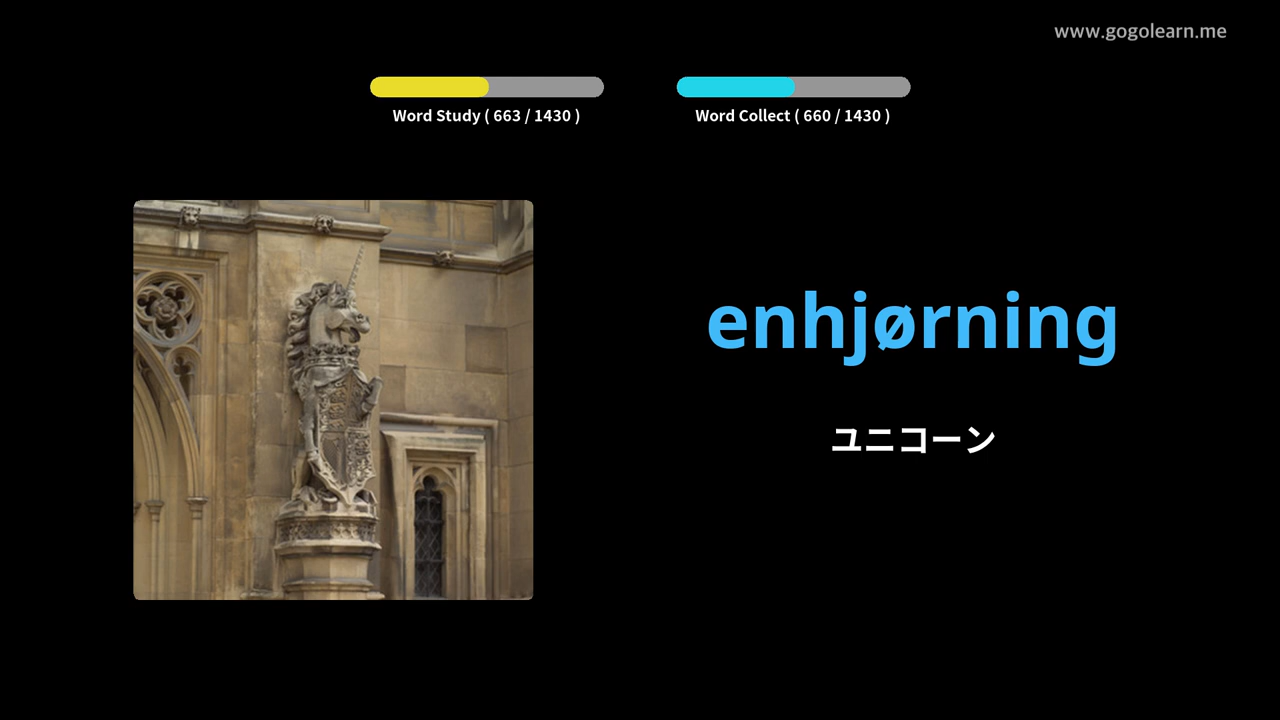 www.gogolearn.me
Word Study ( 663 / 1430 )
Word Collect ( 660 / 1430 )
enhjørning
ユニコーン